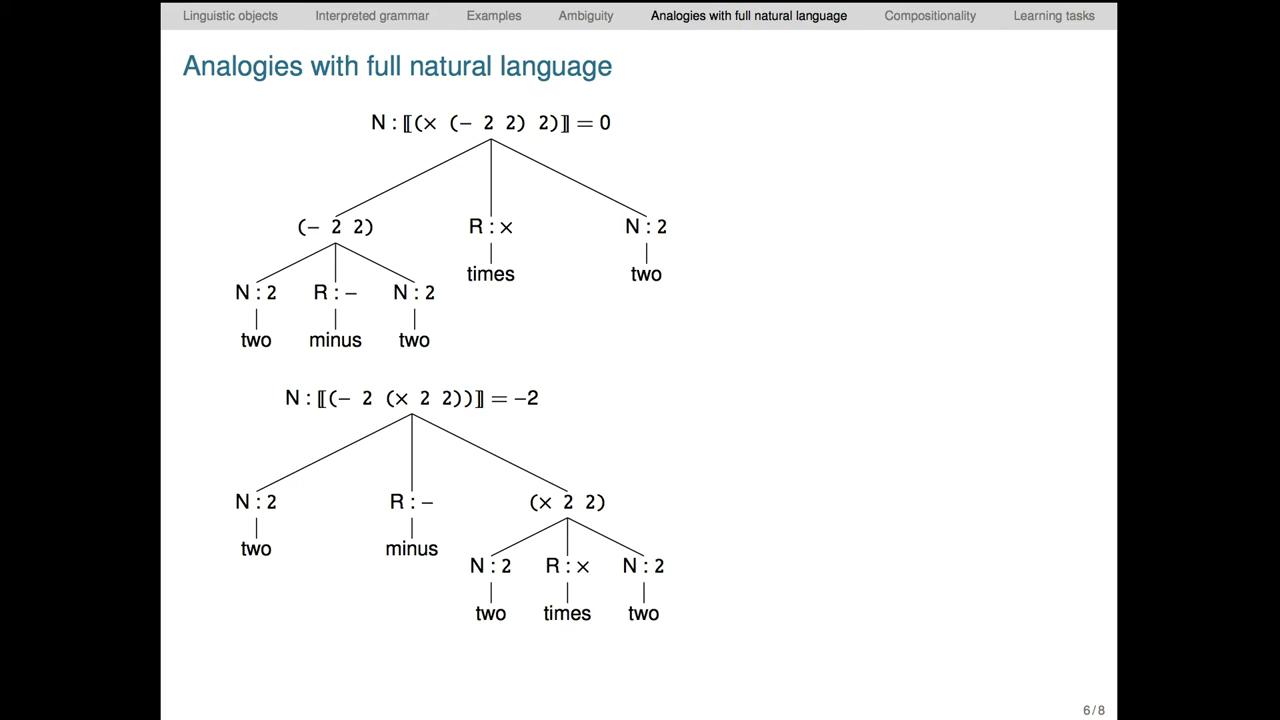 Linguistic objects Interpreted grammar Examples Ambiguity Analogies with full natural language Compositionality Learning tasks
Analogies with full natural language
N : ⟦(× (− 2 2) 2)⟧ = 0
(− 2 2) R : × N : 2
times two
N : 2 R : − N : 2
two minus two
N : ⟦(− 2 (× 2 2))⟧ = −2
N : 2 R : − (× 2 2)
two minus
N : 2 R : × N : 2
two times two
6 / 8